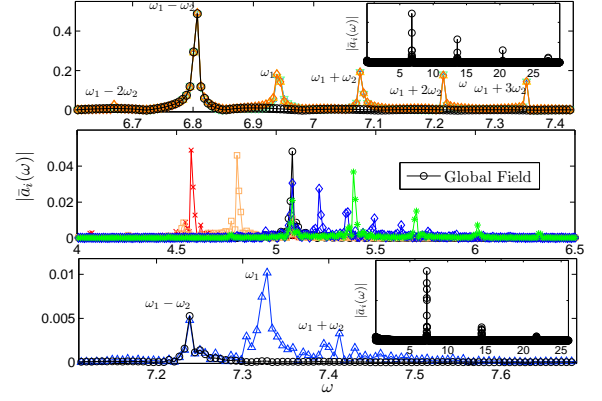 ω₁ − ω₂
|ā_i(ω)|
0.4
0.2
0
ω₁ − 2ω₂
ω₁
ω₁ + ω₂
ω
ω₁ + 2ω₂
ω₁ + 3ω₂
5 10 15 20 25
6.7 6.8 6.9 7 7.1 7.2 7.3 7.4
|ā_i(ω)|
0.04
0.02
0
Global Field
4 4.5 5 5.5 6 6.5
0.01
0.005
0
ω₁ − ω₂
ω₁
ω₁ + ω₂
|ā_i(ω)|
5 10 15 20 25
7.2 7.3 7.4 7.5 7.6
ω